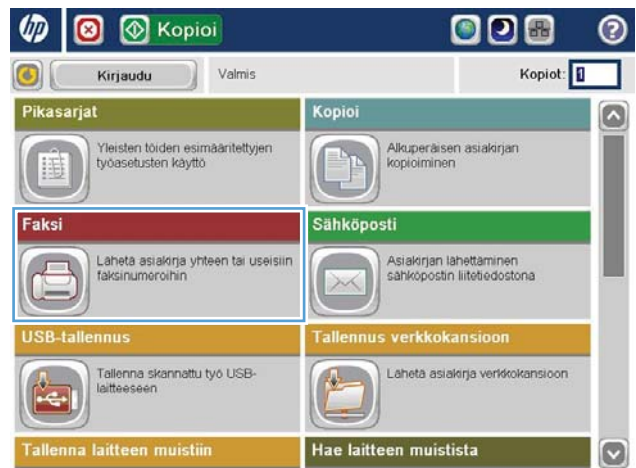 hp
Kopioi
?
Kirjaudu
Valmis
Kopiot: 1
Pikasarjat
Kopioi
Yleisten töiden esimääritettyjen
työasetusten käyttö
Alkuperäisen asiakirjan
kopioiminen
Faksi
Sähköposti
Lähetä asiakirja yhteen tai useisiin
faksinumeroihin
Asiakirjan lähettäminen
sähköpostin liitetiedostona
USB-tallennus
Tallennus verkkokansioon
Tallenna skannattu työ USB-
laitteeseen
Lähetä asiakirja verkkokansioon
Tallenna laitteen muistiin
Hae laitteen muistista